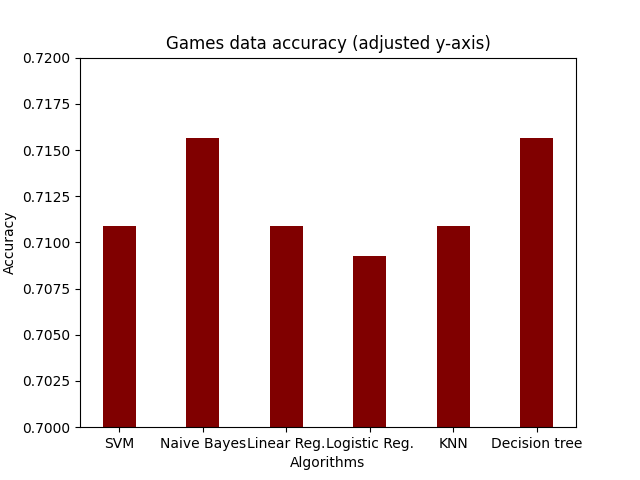 Games data accuracy (adjusted y-axis)
0.7200
0.7175
0.7150
0.7125
0.7100
0.7075
0.7050
0.7025
0.7000
Accuracy
SVM Naive Bayes Linear Reg. Logistic Reg. KNN Decision tree
Algorithms